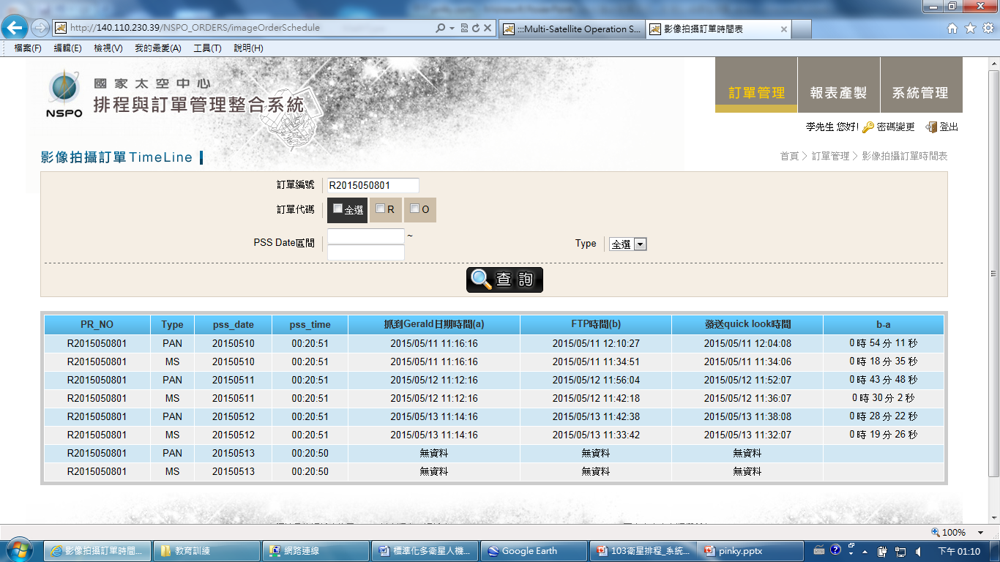 http://140.110.230.39/NSPO_ORDERS/imageOrderSchedule
:::Multi-Satellite Operation S...
影像拍攝訂單時間表
檔案(F) 編輯(E) 檢視(V) 我的最愛(A) 工具(T) 說明(H)
國家太空中心
NSPO
排程與訂單管理整合系統
訂單管理 報表產製 系統管理
李先生 您好! 密碼變更 登出
影像拍攝訂單TimeLine
首頁 > 訂單管理 > 影像拍攝訂單時間表
訂單編號 R2015050801
訂單代碼 全選 R O
PSS Date區間 ~ Type 全選
查詢
PR_NO Type pss_date pss_time 抓到Gerald日期時間(a) FTP時間(b) 發送quick look時間 b-a
R2015050801 PAN 20150510 00:20:51 2015/05/11 11:16:16 2015/05/11 12:10:27 2015/05/11 12:04:08 0 時 54 分 11 秒
R2015050801 MS 20150510 00:20:51 2015/05/11 11:16:16 2015/05/11 11:34:51 2015/05/11 11:34:06 0 時 18 分 35 秒
R2015050801 PAN 20150511 00:20:51 2015/05/12 11:12:16 2015/05/12 11:56:04 2015/05/12 11:52:07 0 時 43 分 48 秒
R2015050801 MS 20150511 00:20:51 2015/05/12 11:12:16 2015/05/12 11:42:18 2015/05/12 11:36:07 0 時 30 分 2 秒
R2015050801 PAN 20150512 00:20:51 2015/05/13 11:14:16 2015/05/13 11:42:38 2015/05/13 11:38:08 0 時 28 分 22 秒
R2015050801 MS 20150512 00:20:51 2015/05/13 11:14:16 2015/05/13 11:33:42 2015/05/13 11:32:07 0 時 19 分 26 秒
R2015050801 PAN 20150513 00:20:50 無資料 無資料 無資料
R2015050801 MS 20150513 00:20:50 無資料 無資料 無資料
100%
影像拍攝訂單時間... 教育訓練 網路連線 標準化多衛星人機... Google Earth 103衛星排程_系統... pinky.pptx 下午 01:10